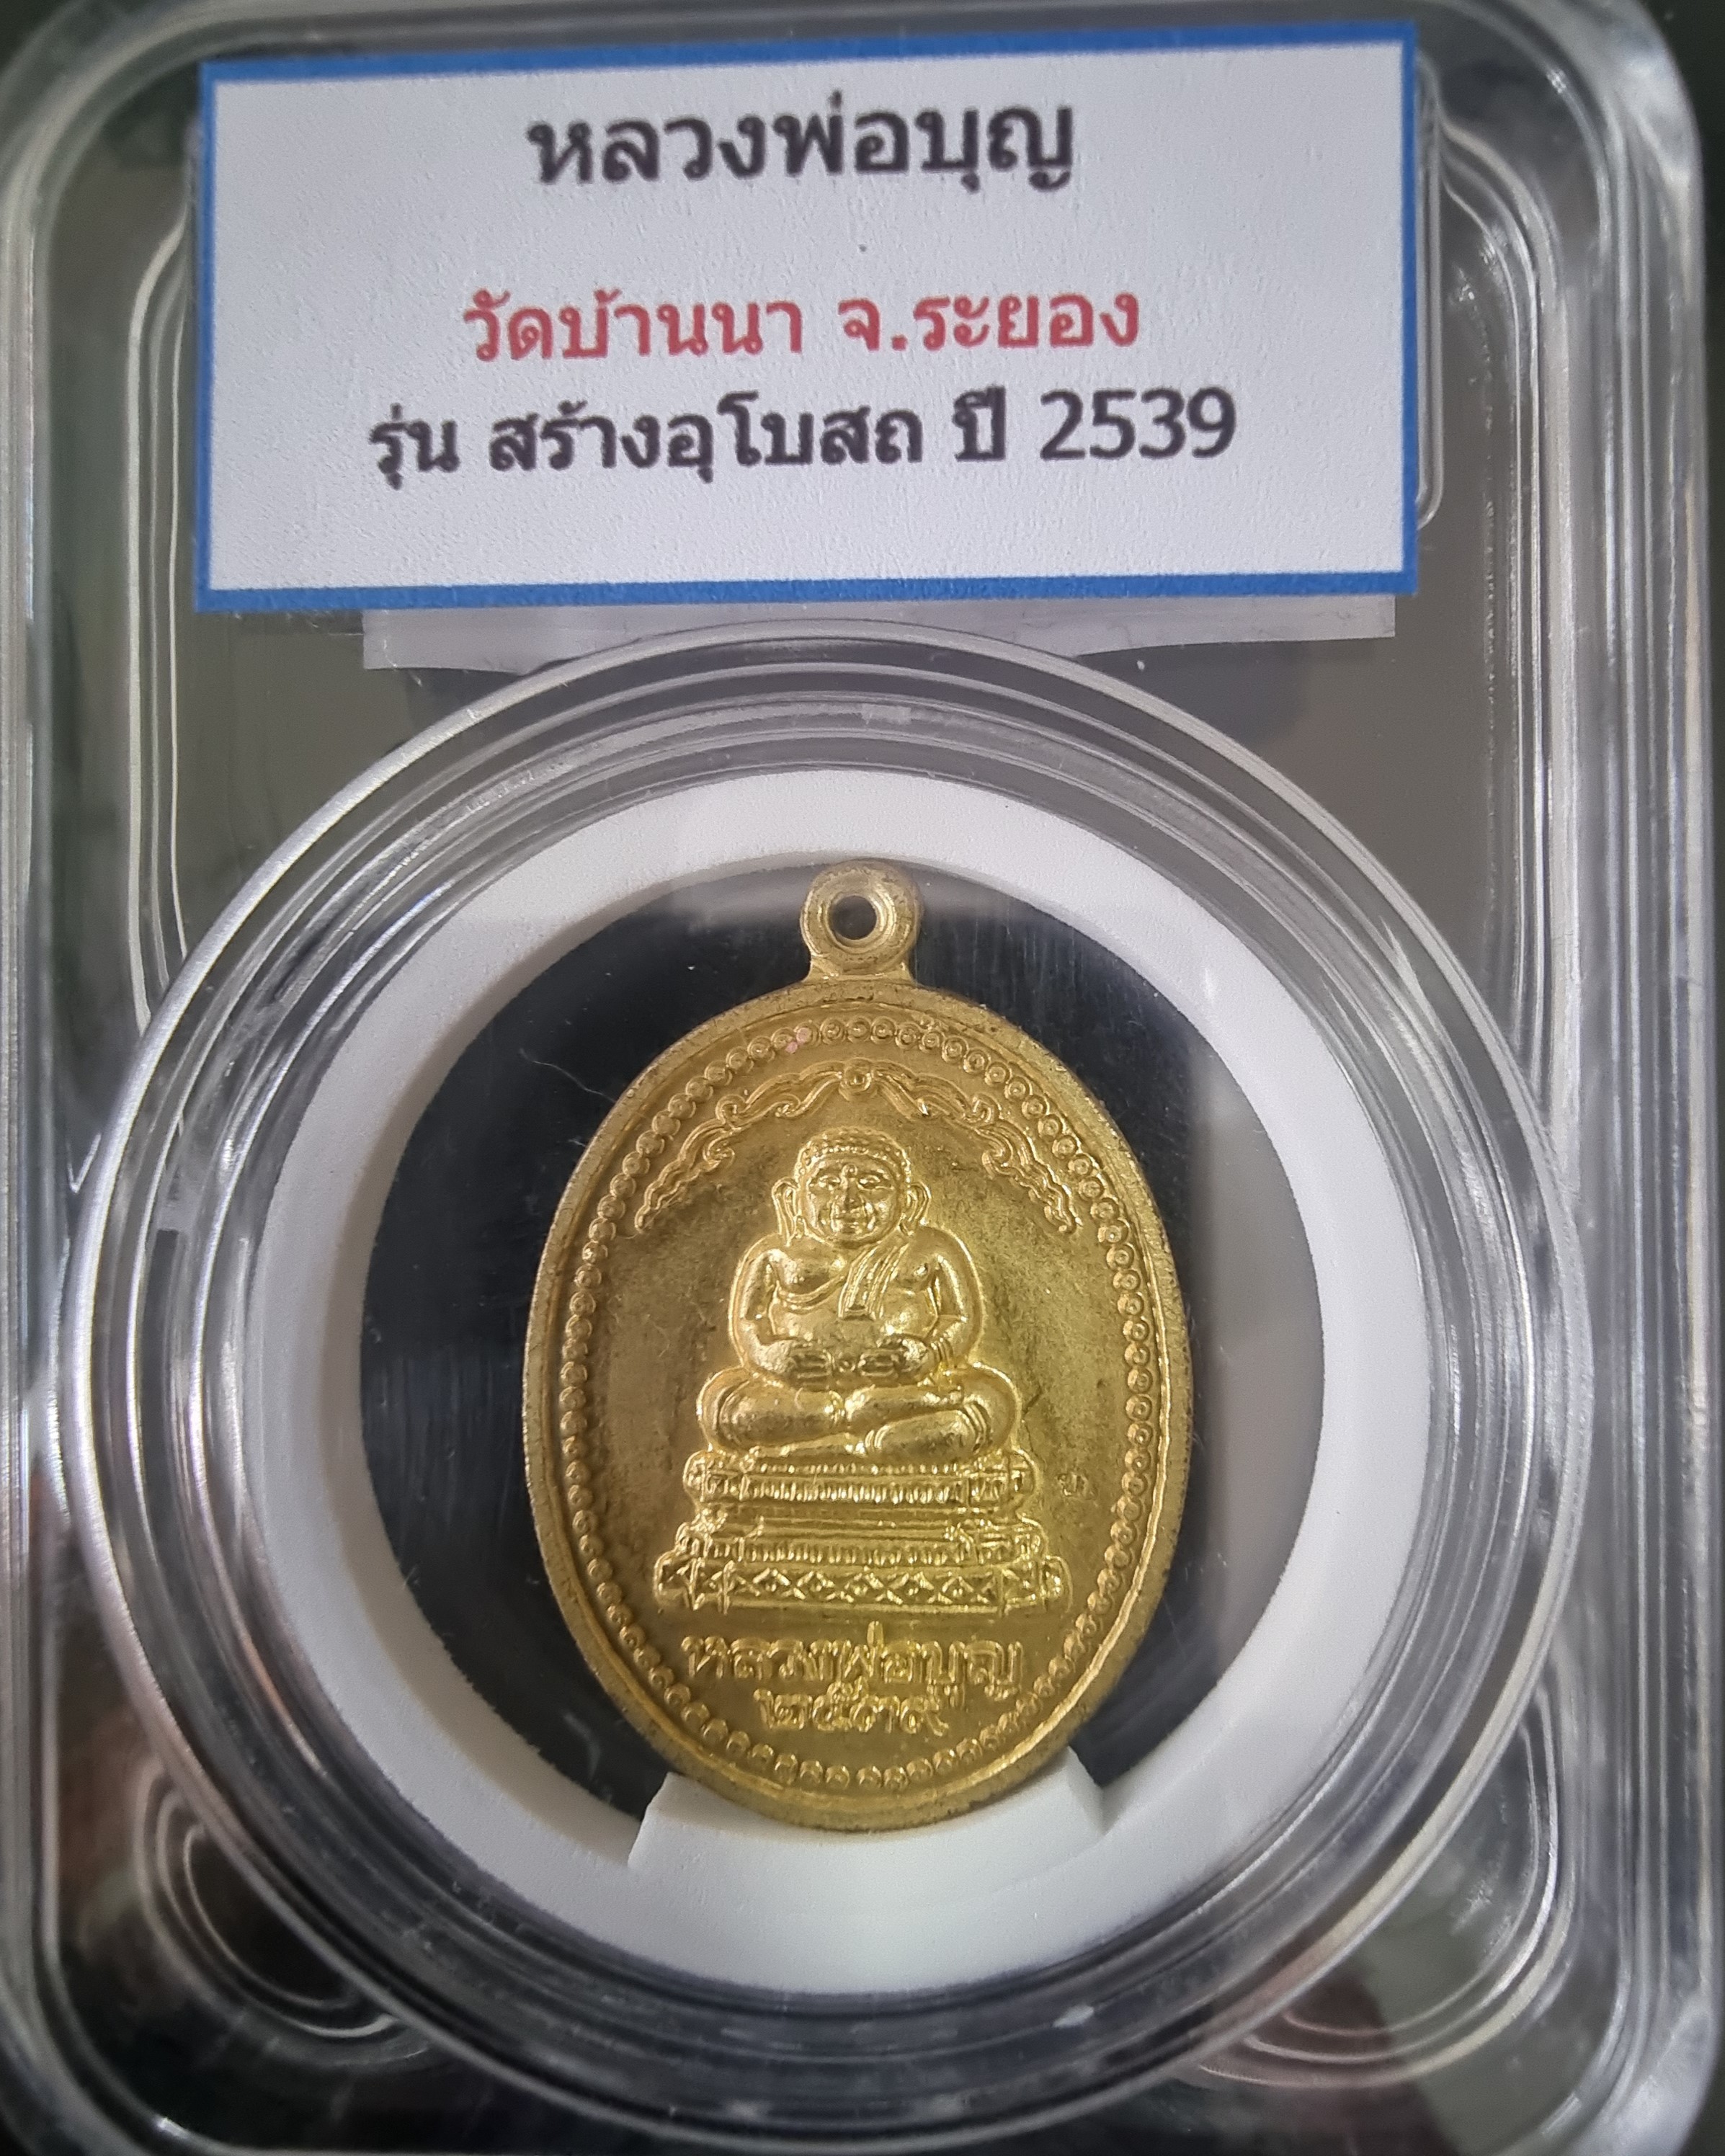 หลวงพ่อบุญ
วัดบ้านนา จ.ระยอง
รุ่น สร้างอุโบสถ ปี 2539
หลวงพ่อบุญ
๒๕๓๙